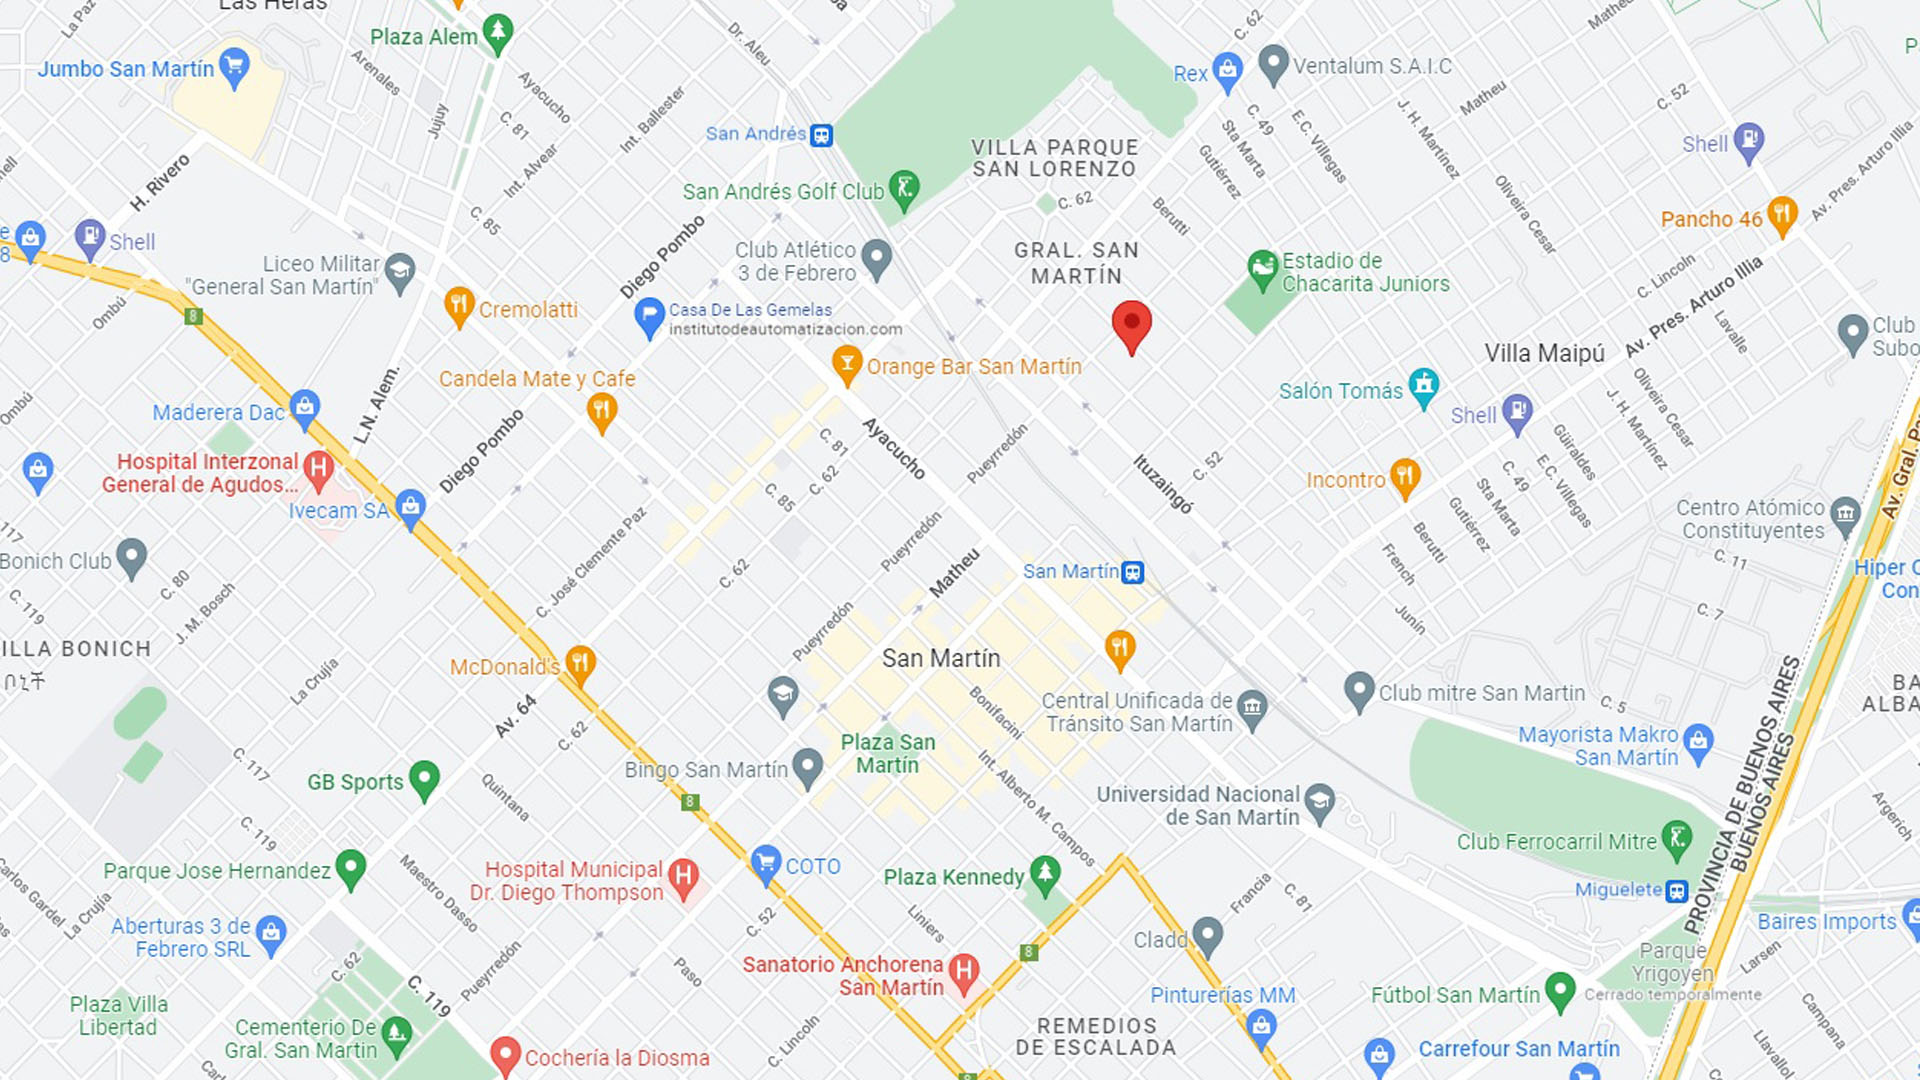 Las Heras
La Paz
Plaza Alem
Jumbo San Martín
Arenales
Ayacucho
Jujuy
C. 81
Int. Ballester
Dr. Aleu
C. 62
Rex
Ventalum S.A.I.C
Matheu
Matheu
C. 52
San Andrés
VILLA PARQUE
SAN LORENZO
C. 49
Sta Marta
Gutiérrez
E.C. Villegas
J.H. Martínez
Shell
Av. Pres. Arturo Illia
H. Rivero
Int. Alvear
C. 85
San Andrés Golf Club
C. 62
Berutti
Oliveira Cesar
Pancho 46
Shell
Liceo Militar
"General San Martín"
Diego Pombo
Club Atlético
3 de Febrero
GRAL. SAN
MARTÍN
Estadio de
Chacarita Juniors
C. Lincoln
Av. Pres. Arturo Illia
Ombú
8
Cremolatti
Casa De Las Gemelas
institutodeautomatizacion.com
Lavalle
Club
Subo
Villa Maipú
Orange Bar San Martín
Candela Mate y Cafe
Salón Tomás
Shell
Oliveira Cesar
J. H. Martínez
Ombú
Maderera Dac
L.N. Alem.
Diego Pombo
C. 81
C. 62
Ayacucho
Pueyrredón
Ituzaingó
C. 52
Güiraldes
E.C. Villegas
C. 49
Sta Marta
Gutiérrez
Hospital Interzonal
General de Agudos...
Incontro
Ivecam SA
C. 85
Pueyrredón
Berutti
French
Junín
Centro Atómico
Constituyentes
Av. Gral. Pa
117
Bonich Club
C. 80
C. 119
J. M. Bosch
C. José Clemente Paz
C. 62
Matheu
San Martín
C. 11
C. 7
Hiper C
Con
ILLA BONICH
La Crujía
McDonald's
Pueyrredón
San Martín
Bonifacini
Central Unificada de
Tránsito San Martín
Club mitre San Martin
C. 5
BA
ALBA
Av. 64
C. 62
Plaza San
Martín
Mayorista Makro
San Martín
PROVINCIA DE BUENOS AIRES
BUENOS AIRES
C. 117
GB Sports
Quintana
8
Bingo San Martín
Int. Alberto M. Campos
Universidad Nacional
de San Martín
Argerich
C. 119
Parque Jose Hernandez
Maestro Dasso
Hospital Municipal
Dr. Diego Thompson
COTO
Plaza Kennedy
Club Ferrocarril Mitre
Miguelete
Carlos Gardel
La Crujía
Aberturas 3 de
Febrero SRL
C. 52
Liniers
Francia
C. 81
Baires Imports
C. 62
Pueyrredón
Paso
Sanatorio Anchorena
San Martín
8
Cladd
Parque
Yrigoyen
Cerrado temporalmente
Larsen
C. 119
Plaza Villa
Libertad
Cementerio De
Gral. San Martin
Pinturerías MM
Fútbol San Martín
Campana
C. Lincoln
REMEDIOS
DE ESCALADA
Carrefour San Martín
Cochería la Diosma
8